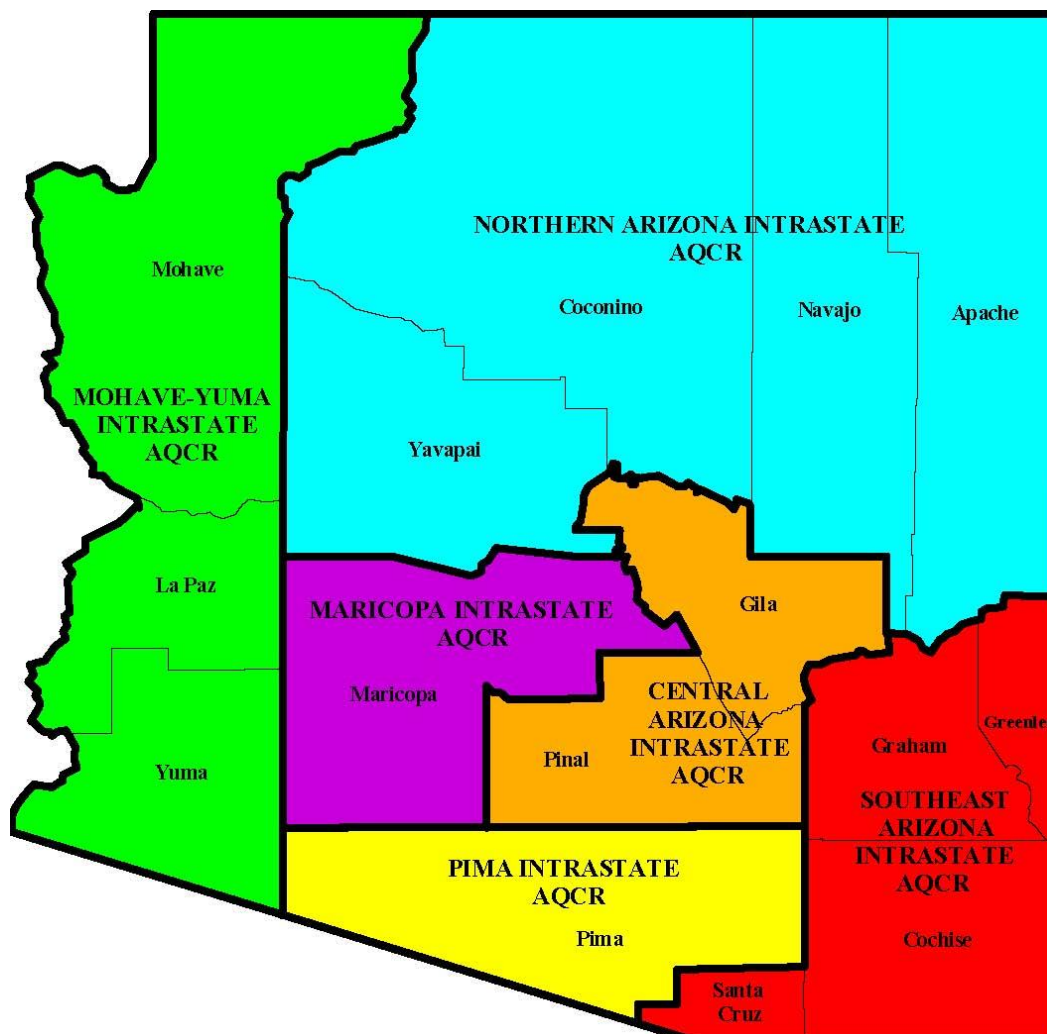 NORTHERN ARIZONA INTRASTATE
AQCR
Mohave
Coconino
Navajo
Apache
MOHAVE-YUMA
INTRASTATE
AQCR
Yavapai
La Paz
MARICOPA INTRASTATE
AQCR
Gila
Maricopa
CENTRAL
ARIZONA
INTRASTATE
AQCR
Pinal
Yuma
Graham
Greenle
SOUTHEAST
ARIZONA
INTRASTATE
AQCR
PIMA INTRASTATE
AQCR
Pima
Cochise
Santa
Cruz